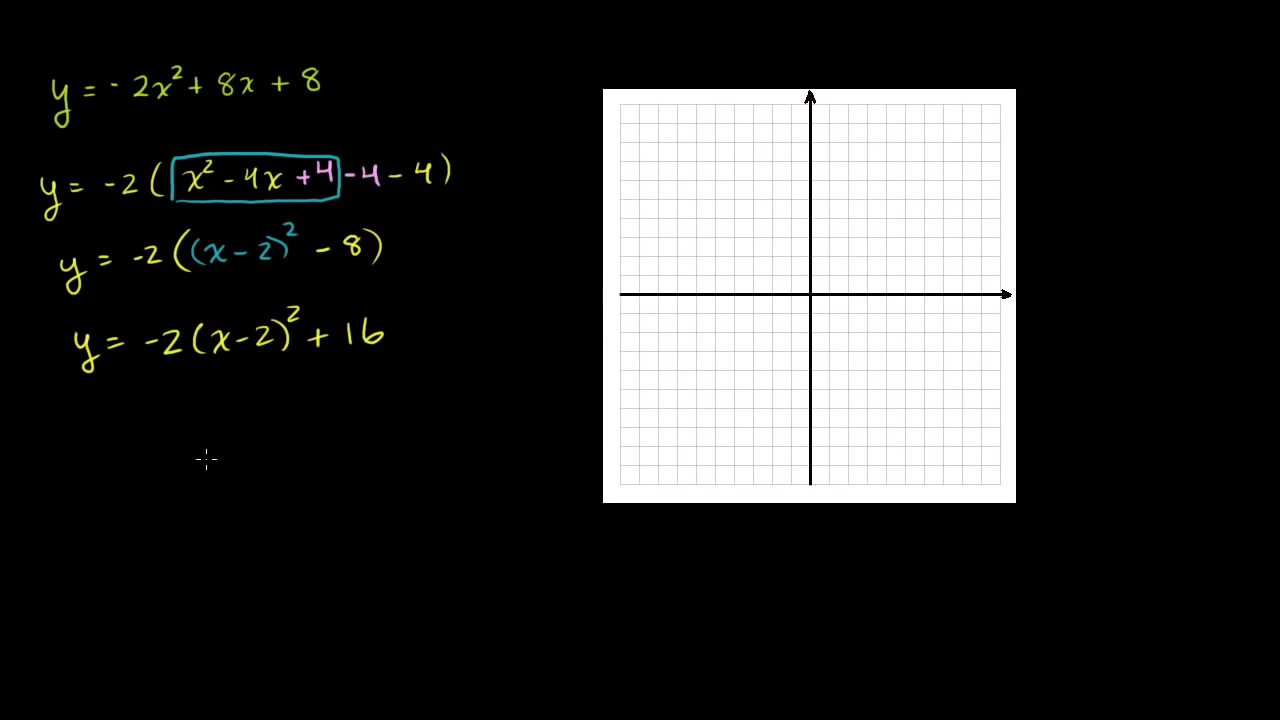 y = -2x² + 8x + 8
y = -2(x² - 4x + 4 - 4 - 4)
y = -2((x - 2)² - 8)
y = -2(x - 2)² + 16